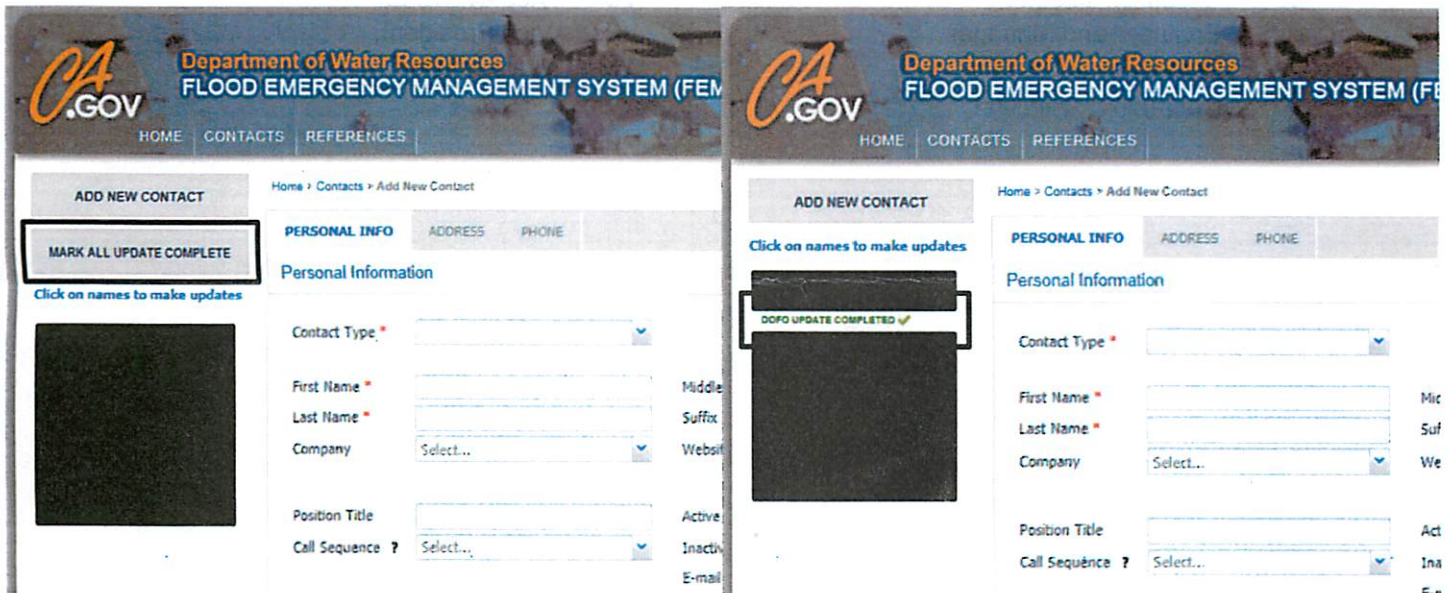 CA
.GOV
Department of Water Resources
FLOOD EMERGENCY MANAGEMENT SYSTEM (FEM
HOME CONTACTS REFERENCES
ADD NEW CONTACT
MARK ALL UPDATE COMPLETE
Click on names to make updates
Home > Contacts > Add New Contact
PERSONAL INFO ADDRESS PHONE
Personal Information
Contact Type *
First Name * Middle
Last Name * Suffix
Company Select... Websit
Position Title Active
Call Sequence ? Select... Inactiv
E-mail
CA
.GOV
Department of Water Resources
FLOOD EMERGENCY MANAGEMENT SYSTEM (FE
HOME CONTACTS REFERENCES
ADD NEW CONTACT
Click on names to make updates
DOFO UPDATE COMPLETED
Home > Contacts > Add New Contact
PERSONAL INFO ADDRESS PHONE
Personal Information
Contact Type *
First Name * Mid
Last Name * Suf
Company Select... We
Position Title Act
Call Sequence ? Select... Ina